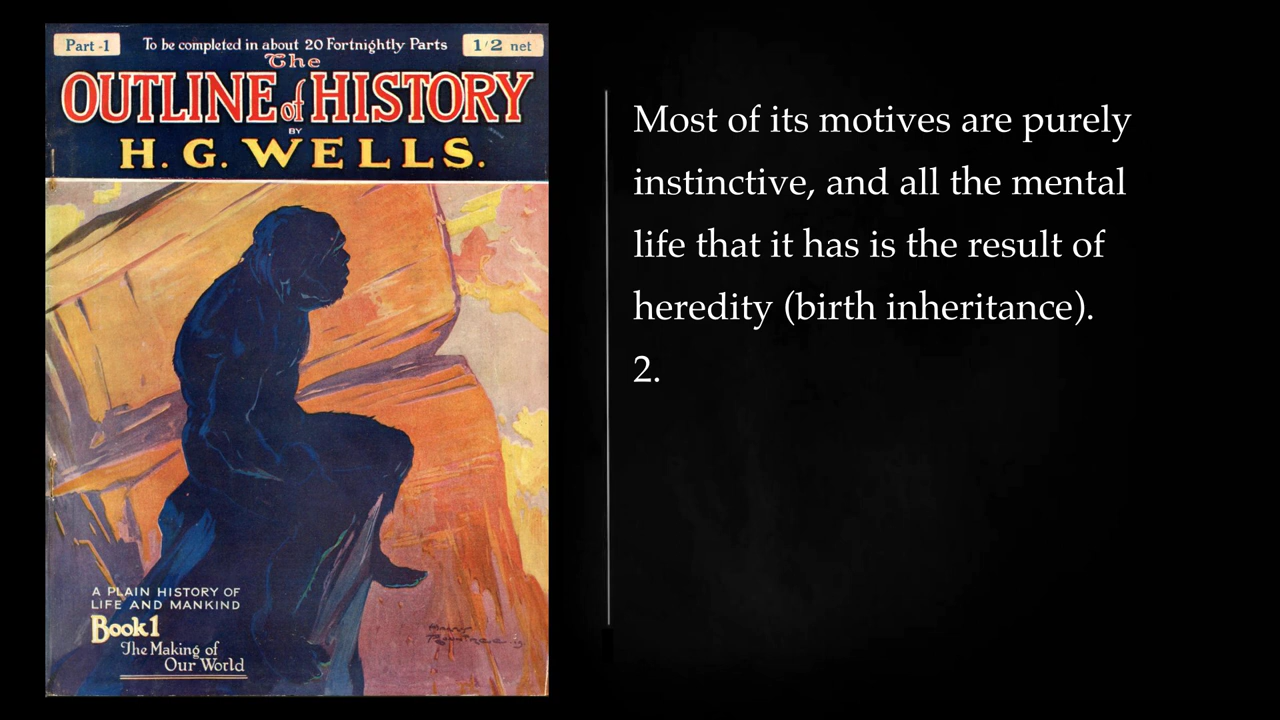 Part -1
To be completed in about 20 Fortnightly Parts
1/2 net
The
OUTLINE of HISTORY
BY
H. G. WELLS.
A PLAIN HISTORY OF
LIFE AND MANKIND
Book 1
The Making of
Our World
Most of its motives are purely
instinctive, and all the mental
life that it has is the result of
heredity (birth inheritance).
2.